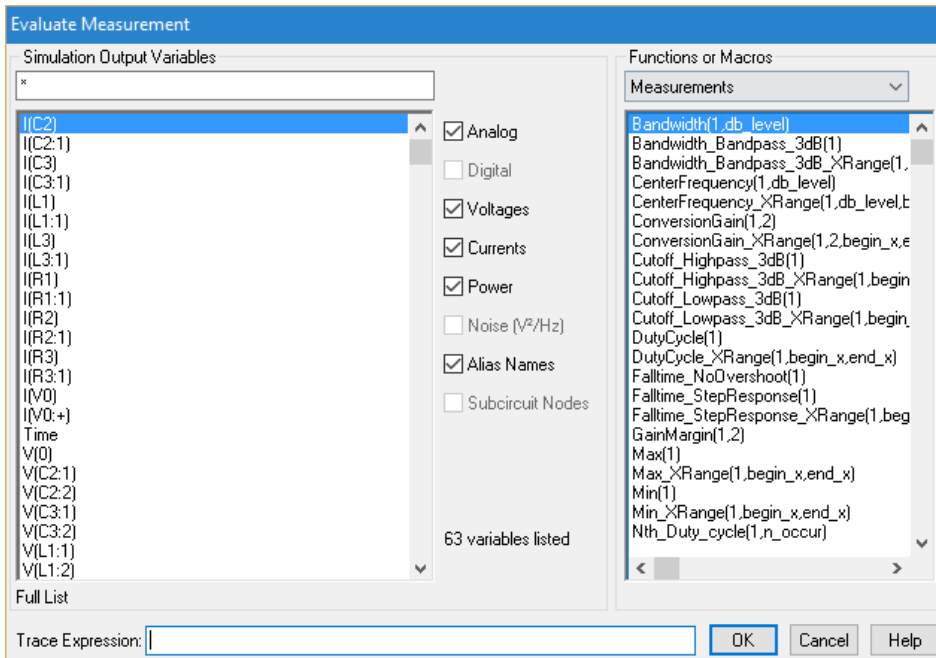 Evaluate Measurement
Simulation Output Variables
*
I(C2)
I(C2:1)
I(C3)
I(C3:1)
I(L1)
I(L1:1)
I(L3)
I(L3:1)
I(R1)
I(R1:1)
I(R2)
I(R2:1)
I(R3)
I(R3:1)
I(V0)
I(V0:+)
Time
V(0)
V(C2:1)
V(C2:2)
V(C3:1)
V(C3:2)
V(L1:1)
V(L1:2)
Full List
Analog
Digital
Voltages
Currents
Power
Noise (V²/Hz)
Alias Names
Subcircuit Nodes
63 variables listed
Functions or Macros
Measurements
Bandwidth(1,db_level)
Bandwidth_Bandpass_3dB(1)
Bandwidth_Bandpass_3dB_XRange(1,
CenterFrequency(1,db_level)
CenterFrequency_XRange(1,db_level,b
ConversionGain(1,2)
ConversionGain_XRange(1,2,begin_x,e
Cutoff_Highpass_3dB(1)
Cutoff_Highpass_3dB_XRange(1,begin
Cutoff_Lowpass_3dB(1)
Cutoff_Lowpass_3dB_XRange(1,begin_
DutyCycle(1)
DutyCycle_XRange(1,begin_x,end_x)
Falltime_NoOvershoot(1)
Falltime_StepResponse(1)
Falltime_StepResponse_XRange(1,beg
GainMargin(1,2)
Max(1)
Max_XRange(1,begin_x,end_x)
Min(1)
Min_XRange(1,begin_x,end_x)
Nth_Duty_cycle(1,n_occur)
Trace Expression:
OK
Cancel
Help